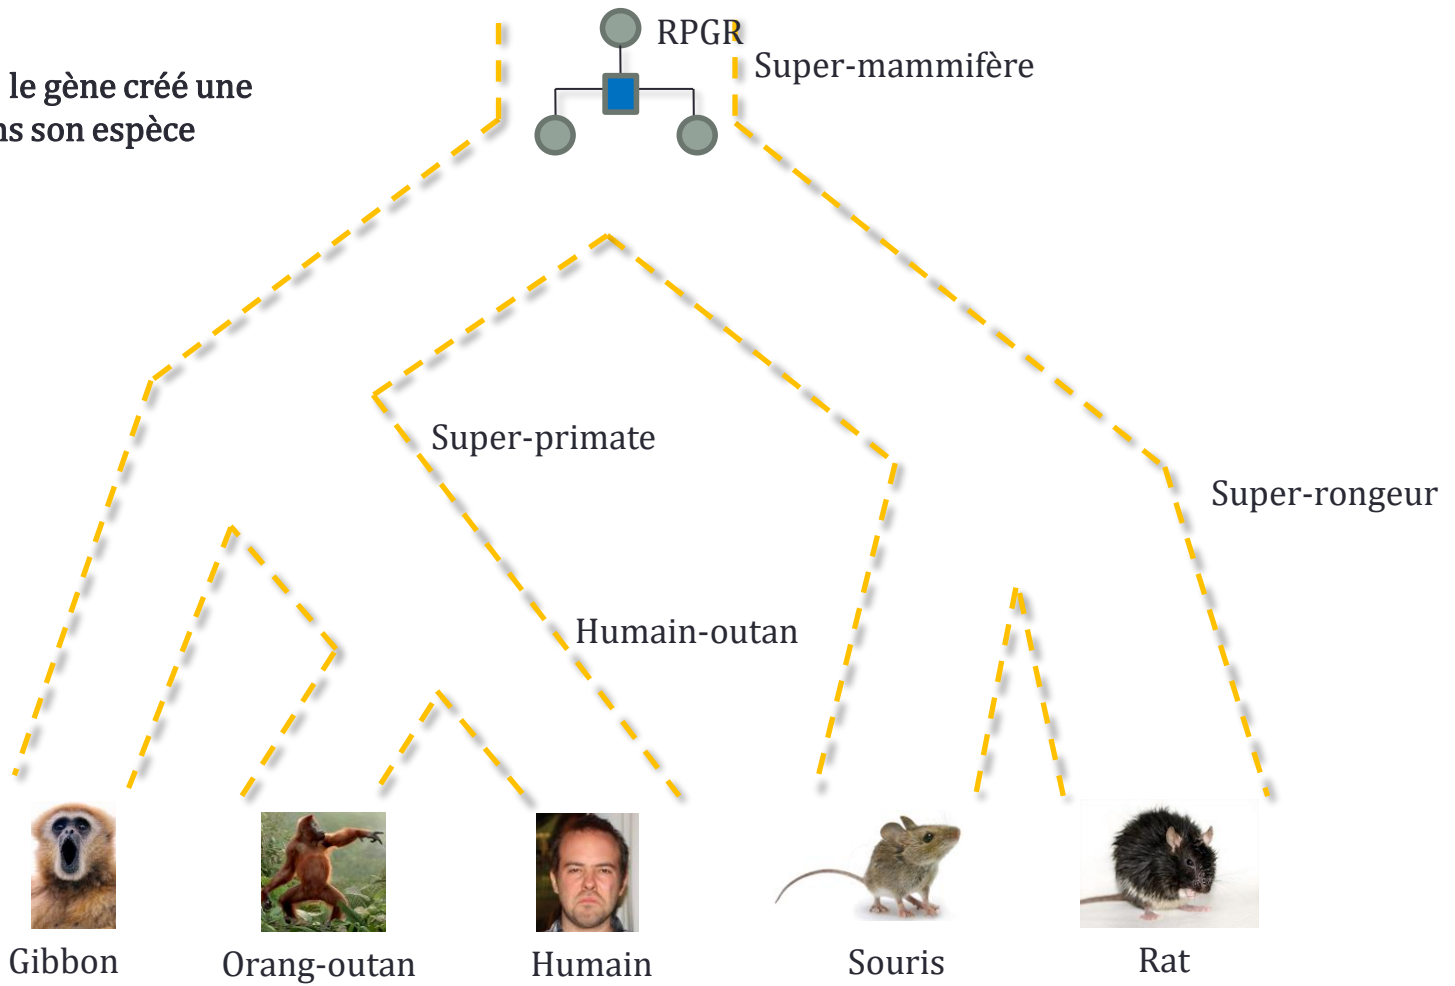 RPGR
Super-mammifère
le gène créé une
son espèce
Super-primate
Super-rongeur
Humain-outan
Gibbon
Orang-outan
Humain
Souris
Rat